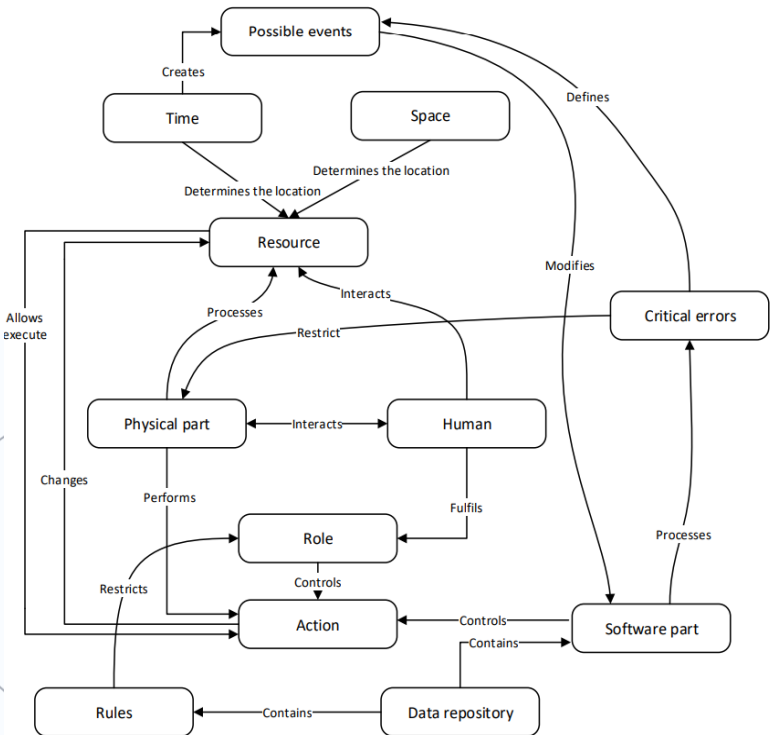 Possible events
Creates
Defines
Time
Space
Determines the location
Determines the location
Resource
Modifies
Interacts
Processes
Allows
execute
Restrict
Critical errors
Physical part
Interacts
Human
Changes
Performs
Fulfils
Role
Processes
Restricts
Controls
Action
Controls
Software part
Contains
Rules
Contains
Data repository